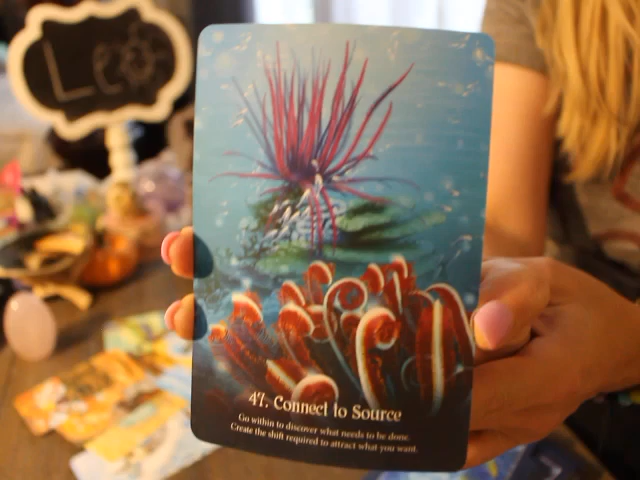 Leo
47. Connect to Source
Go within to discover what needs to be done.
Create the shift required to attract what you want.